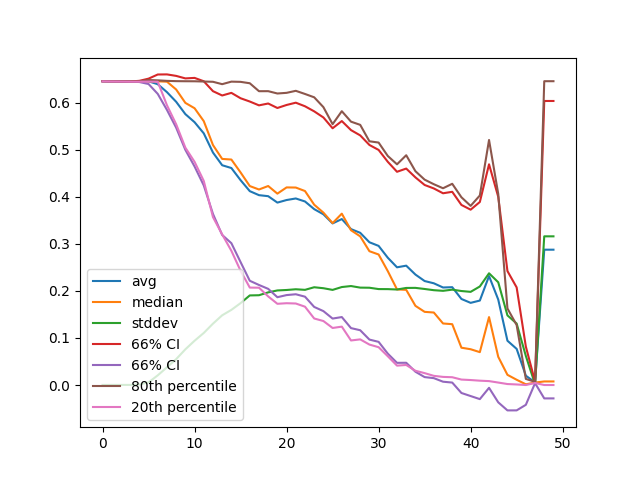 0.6
0.5
0.4
0.3
0.2
0.1
0.0
avg
median
stddev
66% CI
66% CI
80th percentile
20th percentile
0 10 20 30 40 50